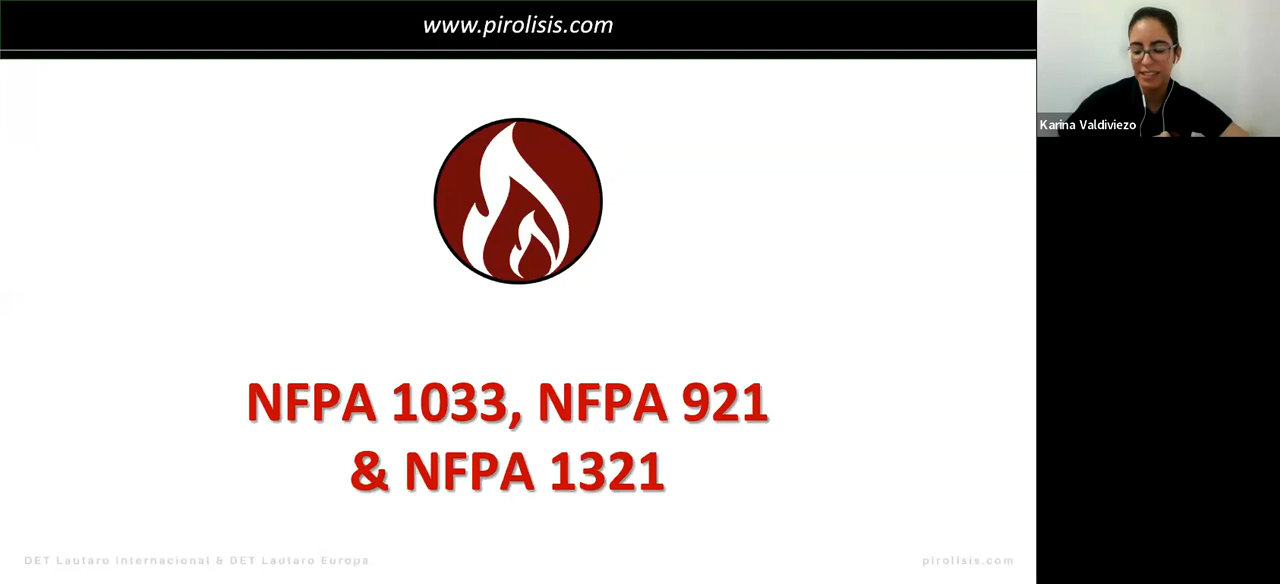 www.pirolisis.com
Karina Valdiviezo
NFPA 1033, NFPA 921
& NFPA 1321
DET Lautaro Internacional & DET Lautaro Europa
pirolisis.com